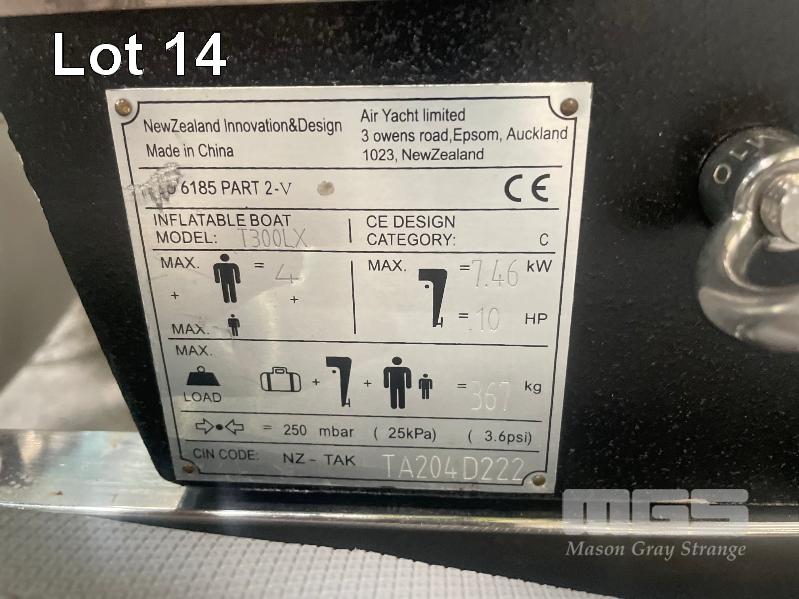 Lot 14
NewZealand Innovation&Design
Made in China
Air Yacht limited
3 owens road,Epsom, Auckland
1023, NewZealand
6185 PART 2-V
CE
INFLATABLE BOAT
MODEL: T300LX
CE DESIGN
CATEGORY: C
MAX. = 4
+ +
MAX.
MAX. =7.46 kW
= 10 HP
MAX.
LOAD
+ + = 367 kg
= 250 mbar (25kPa) (3.6psi)
CIN CODE: NZ-TAK TA204D222
MGS
Mason Gray Strange